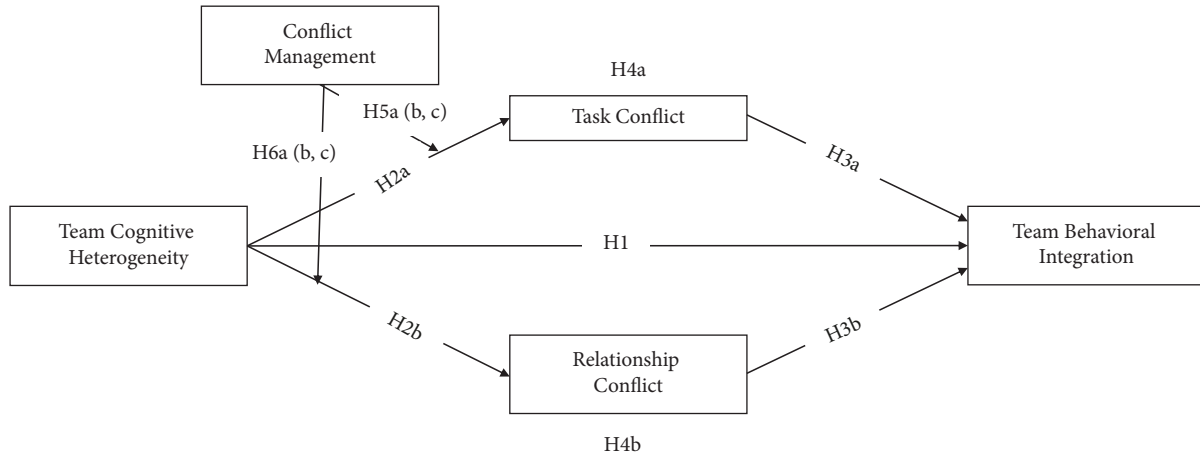 Conflict
Management
H4a
H5a (b, c)
Task Conflict
H6a (b, c)
H3a
H2a
Team Cognitive
Heterogeneity
H1
Team Behavioral
Integration
H2b
H3b
Relationship
Conflict
H4b